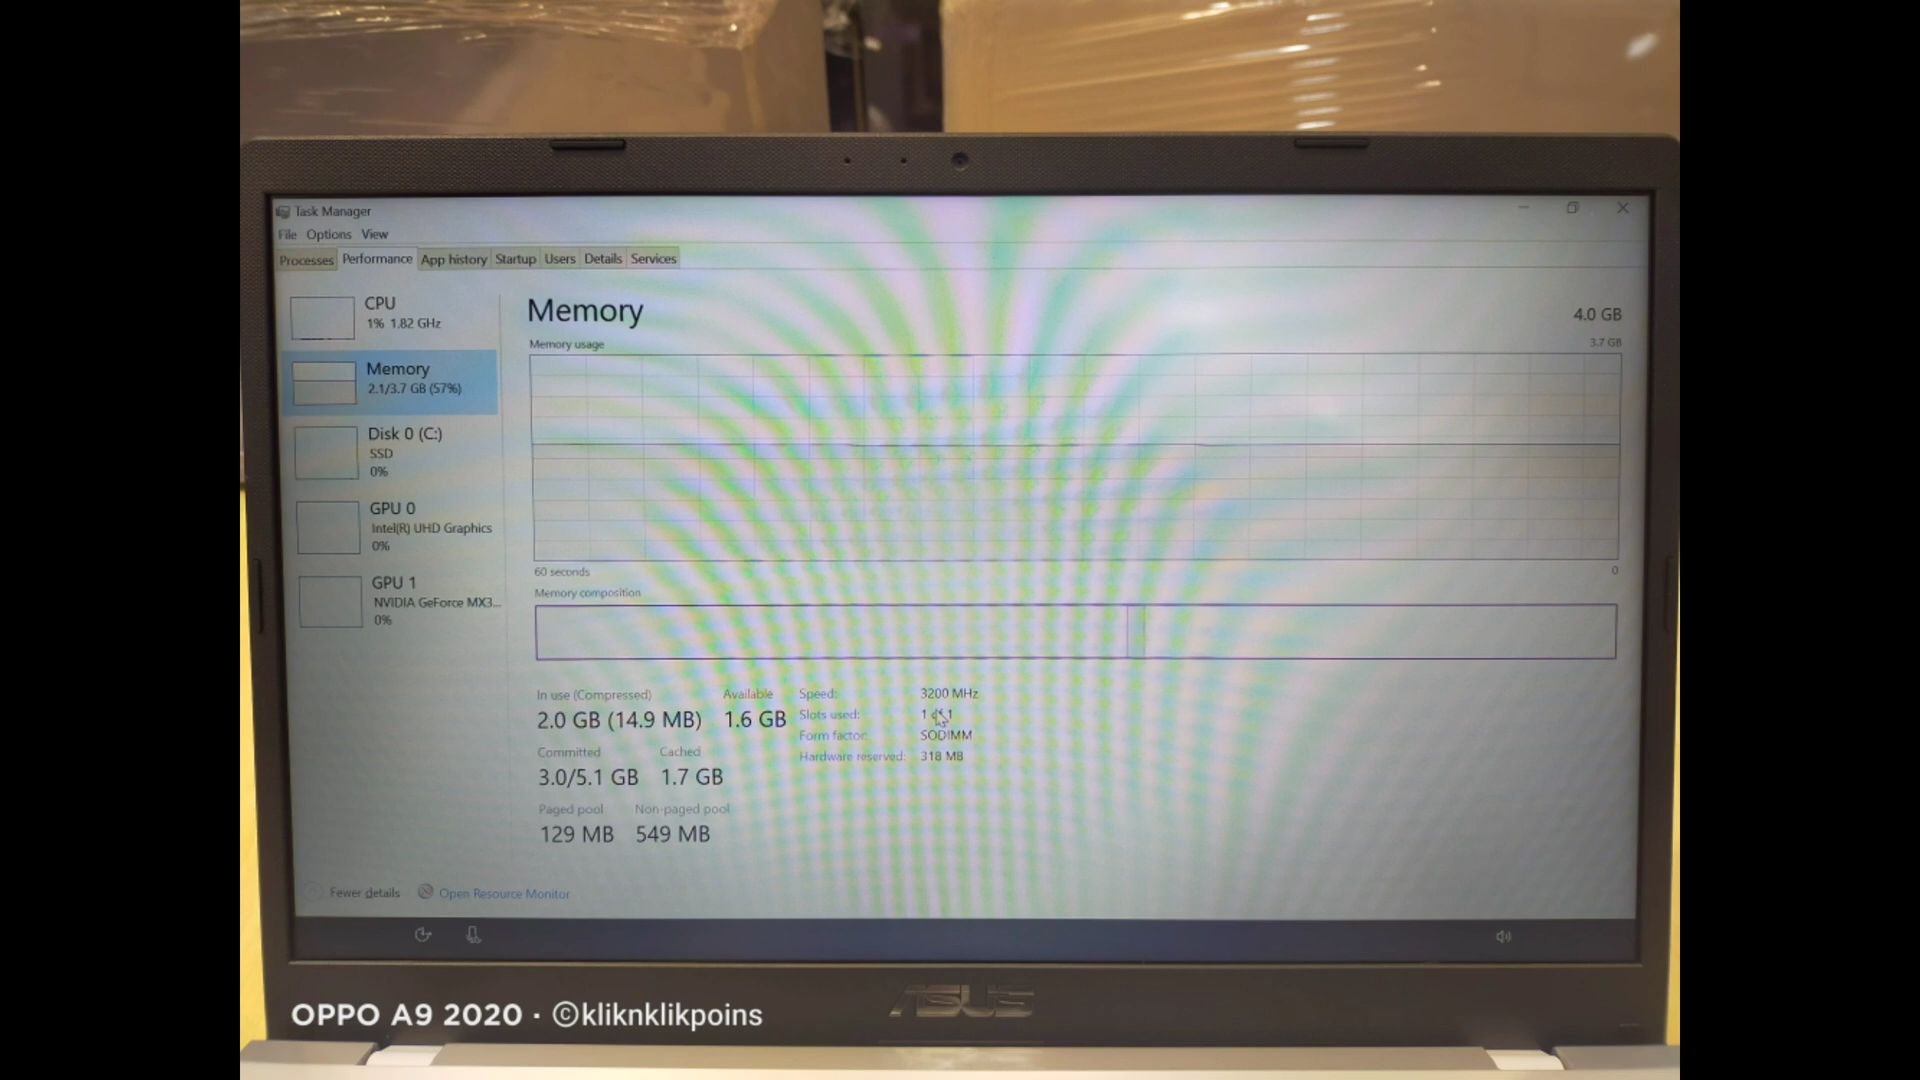 Task Manager
File Options View
Processes Performance App history Startup Users Details Services
CPU
1% 1.82 GHz
Memory
2.1/3.7 GB (57%)
Disk 0 (C:)
SSD
0%
GPU 0
Intel(R) UHD Graphics
0%
GPU 1
NVIDIA GeForce MX3...
0%
Memory
4.0 GB
Memory usage
3.7 GB
60 seconds
0
Memory composition
In use (Compressed)
2.0 GB (14.9 MB)
Available
1.6 GB
Speed: 3200 MHz
Slots used: 1 1
Form factor: SODIMM
Hardware reserved: 318 MB
Committed
3.0/5.1 GB
Cached
1.7 GB
Paged pool
129 MB
Non-paged pool
549 MB
Fewer details
Open Resource Monitor
ASUS
OPPO A9 2020 · ©kliknklikpoins